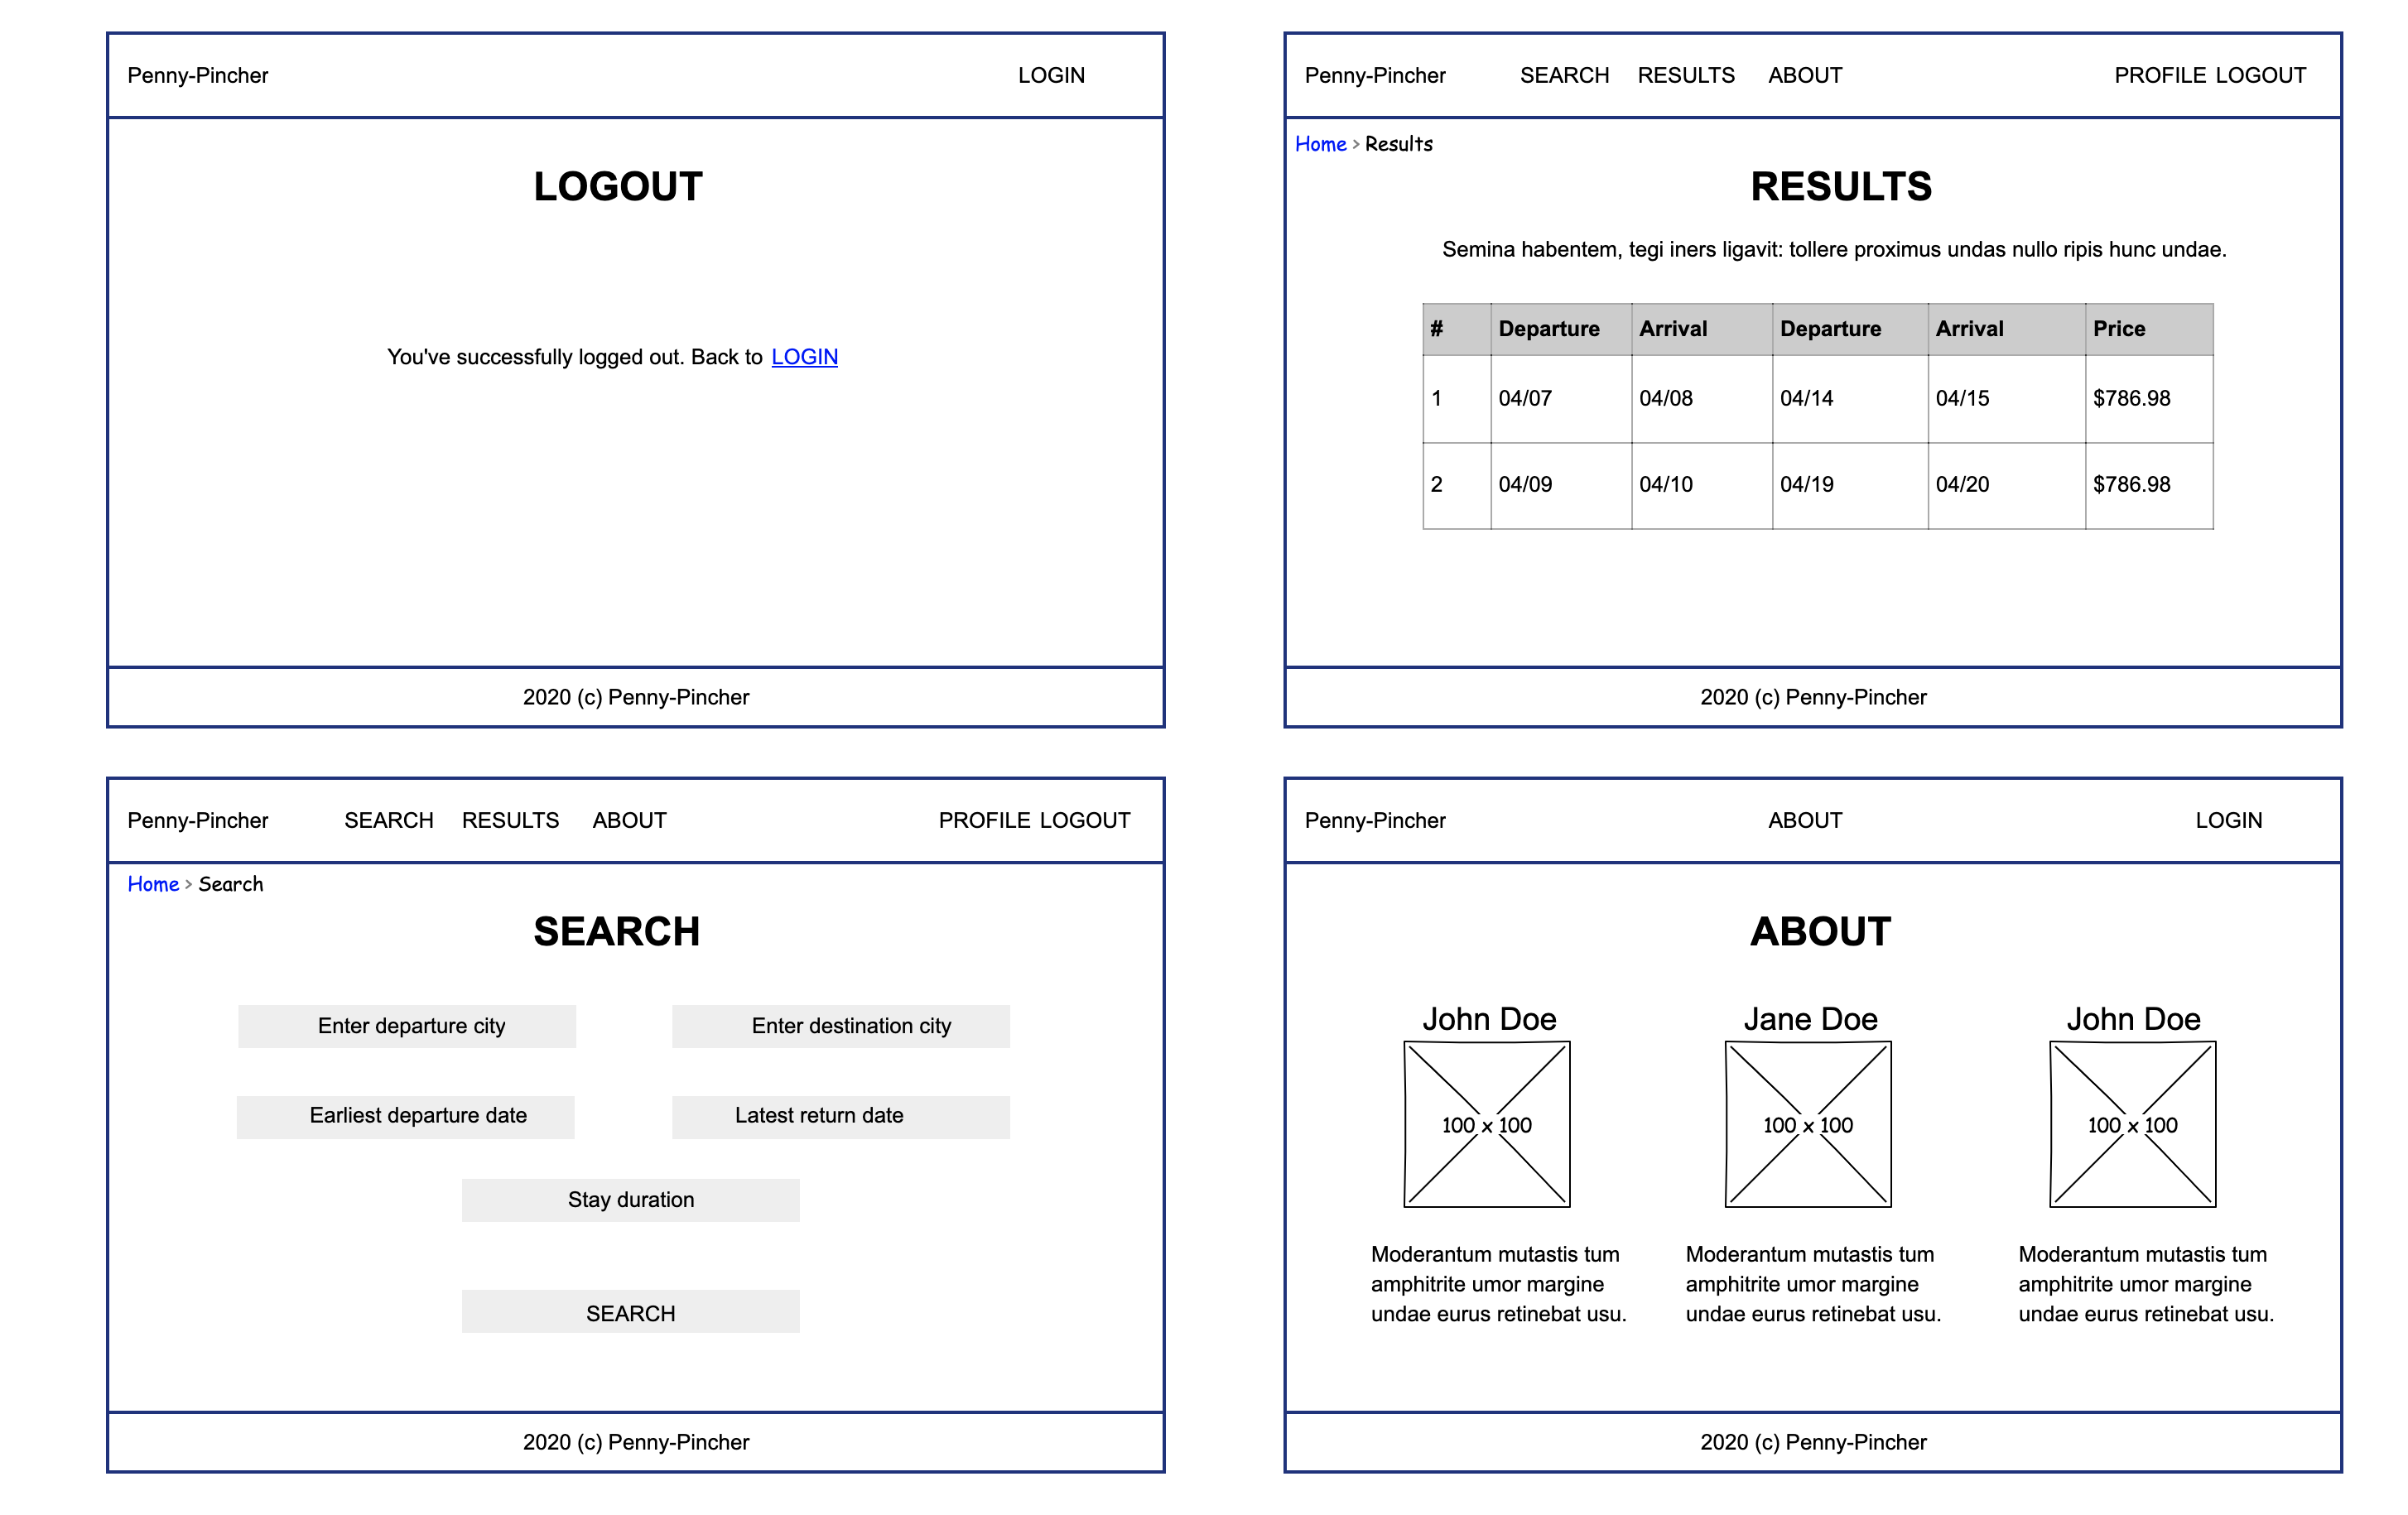 Penny-Pincher LOGIN
LOGOUT
You've successfully logged out. Back to LOGIN
2020 (c) Penny-Pincher
Penny-Pincher SEARCH RESULTS ABOUT PROFILE LOGOUT
Home > Results
RESULTS
Semina habentem, tegi iners ligavit: tollere proximus undas nullo ripis hunc undae.
# Departure Arrival Departure Arrival Price
1 04/07 04/08 04/14 04/15 $786.98
2 04/09 04/10 04/19 04/20 $786.98
2020 (c) Penny-Pincher
Penny-Pincher SEARCH RESULTS ABOUT PROFILE LOGOUT
Home > Search
SEARCH
Enter departure city Enter destination city
Earliest departure date Latest return date
Stay duration
SEARCH
2020 (c) Penny-Pincher
Penny-Pincher ABOUT LOGIN
ABOUT
John Doe Jane Doe John Doe
100 x 100 100 x 100 100 x 100
Moderantum mutastis tum
amphitrite umor margine
undae eurus retinebat usu.
Moderantum mutastis tum
amphitrite umor margine
undae eurus retinebat usu.
Moderantum mutastis tum
amphitrite umor margine
undae eurus retinebat usu.
2020 (c) Penny-Pincher